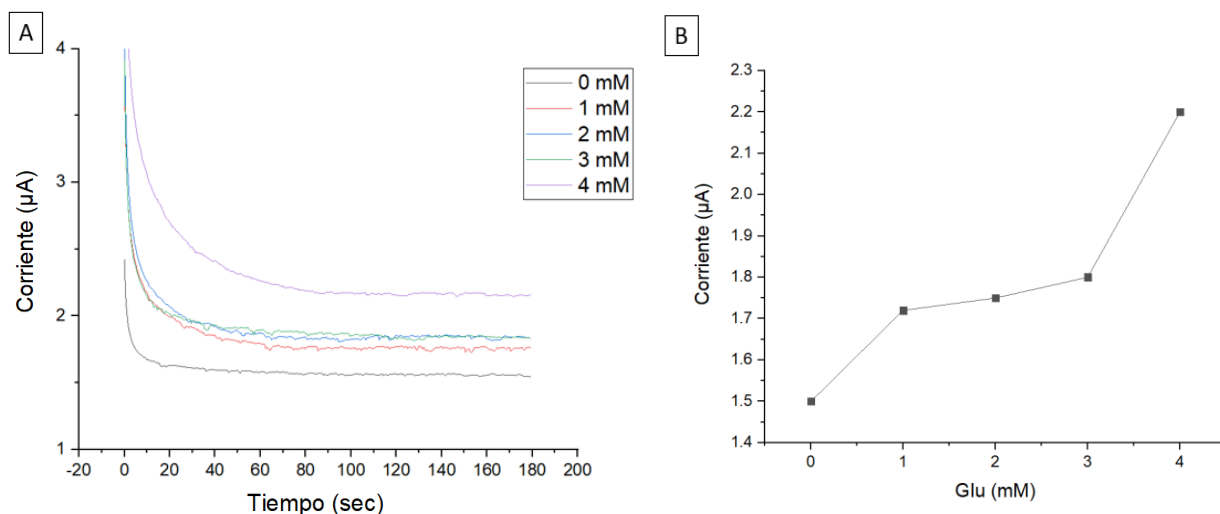 A
4
3
2
1
-20
0
20
40
60
80
100
120
140
160
180
200
Corriente (µA)
Tiempo (sec)
0 mM
1 mM
2 mM
3 mM
4 mM
B
2.3
2.2
2.1
2.0
1.9
1.8
1.7
1.6
1.5
1.4
0
1
2
3
4
Corriente (µA)
Glu (mM)